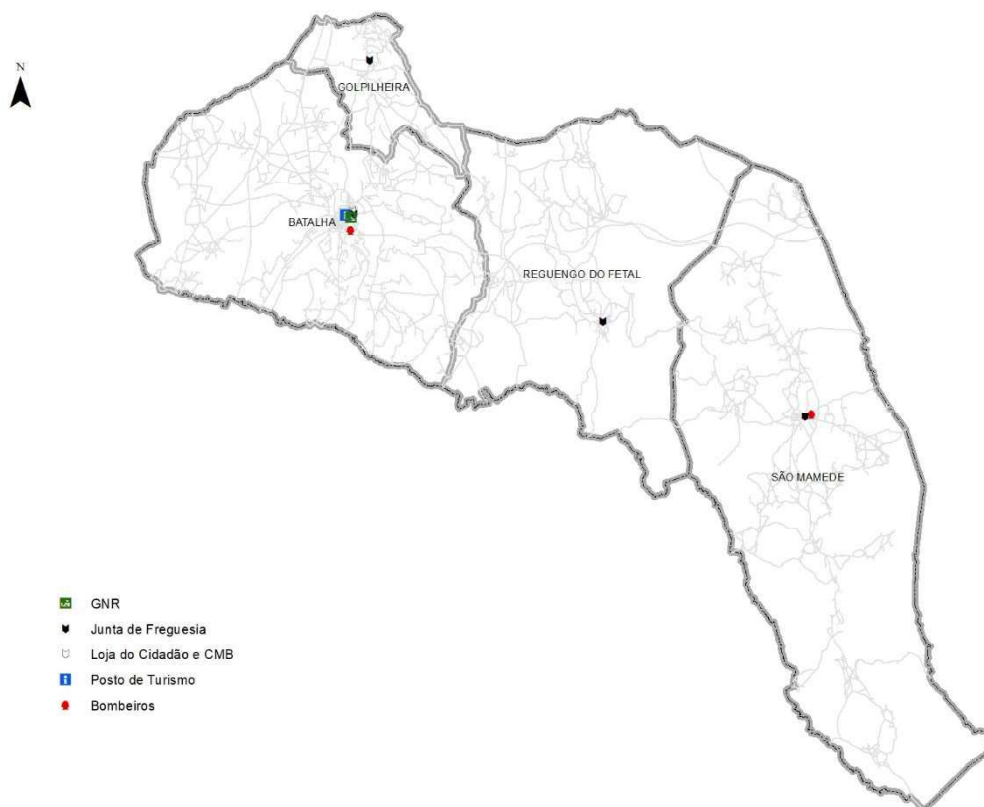 N
GOLPILHEIRA
BATALHA
REGUENGO DO FETAL
SÃO MAMEDE
GNR
Junta de Freguesia
Loja do Cidadão e CMB
Posto de Turismo
Bombeiros